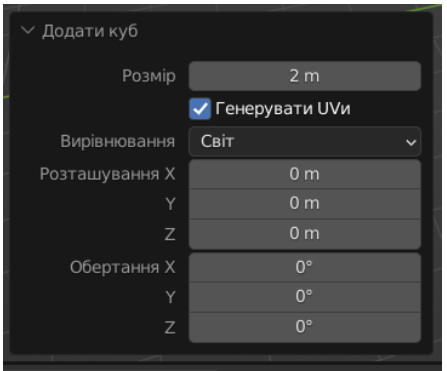 Додати куб
Розмір 2 m
Генерувати UVи
Вирівнювання Світ
Розташування X 0 m
Y 0 m
Z 0 m
Обертання X 0°
Y 0°
Z 0°